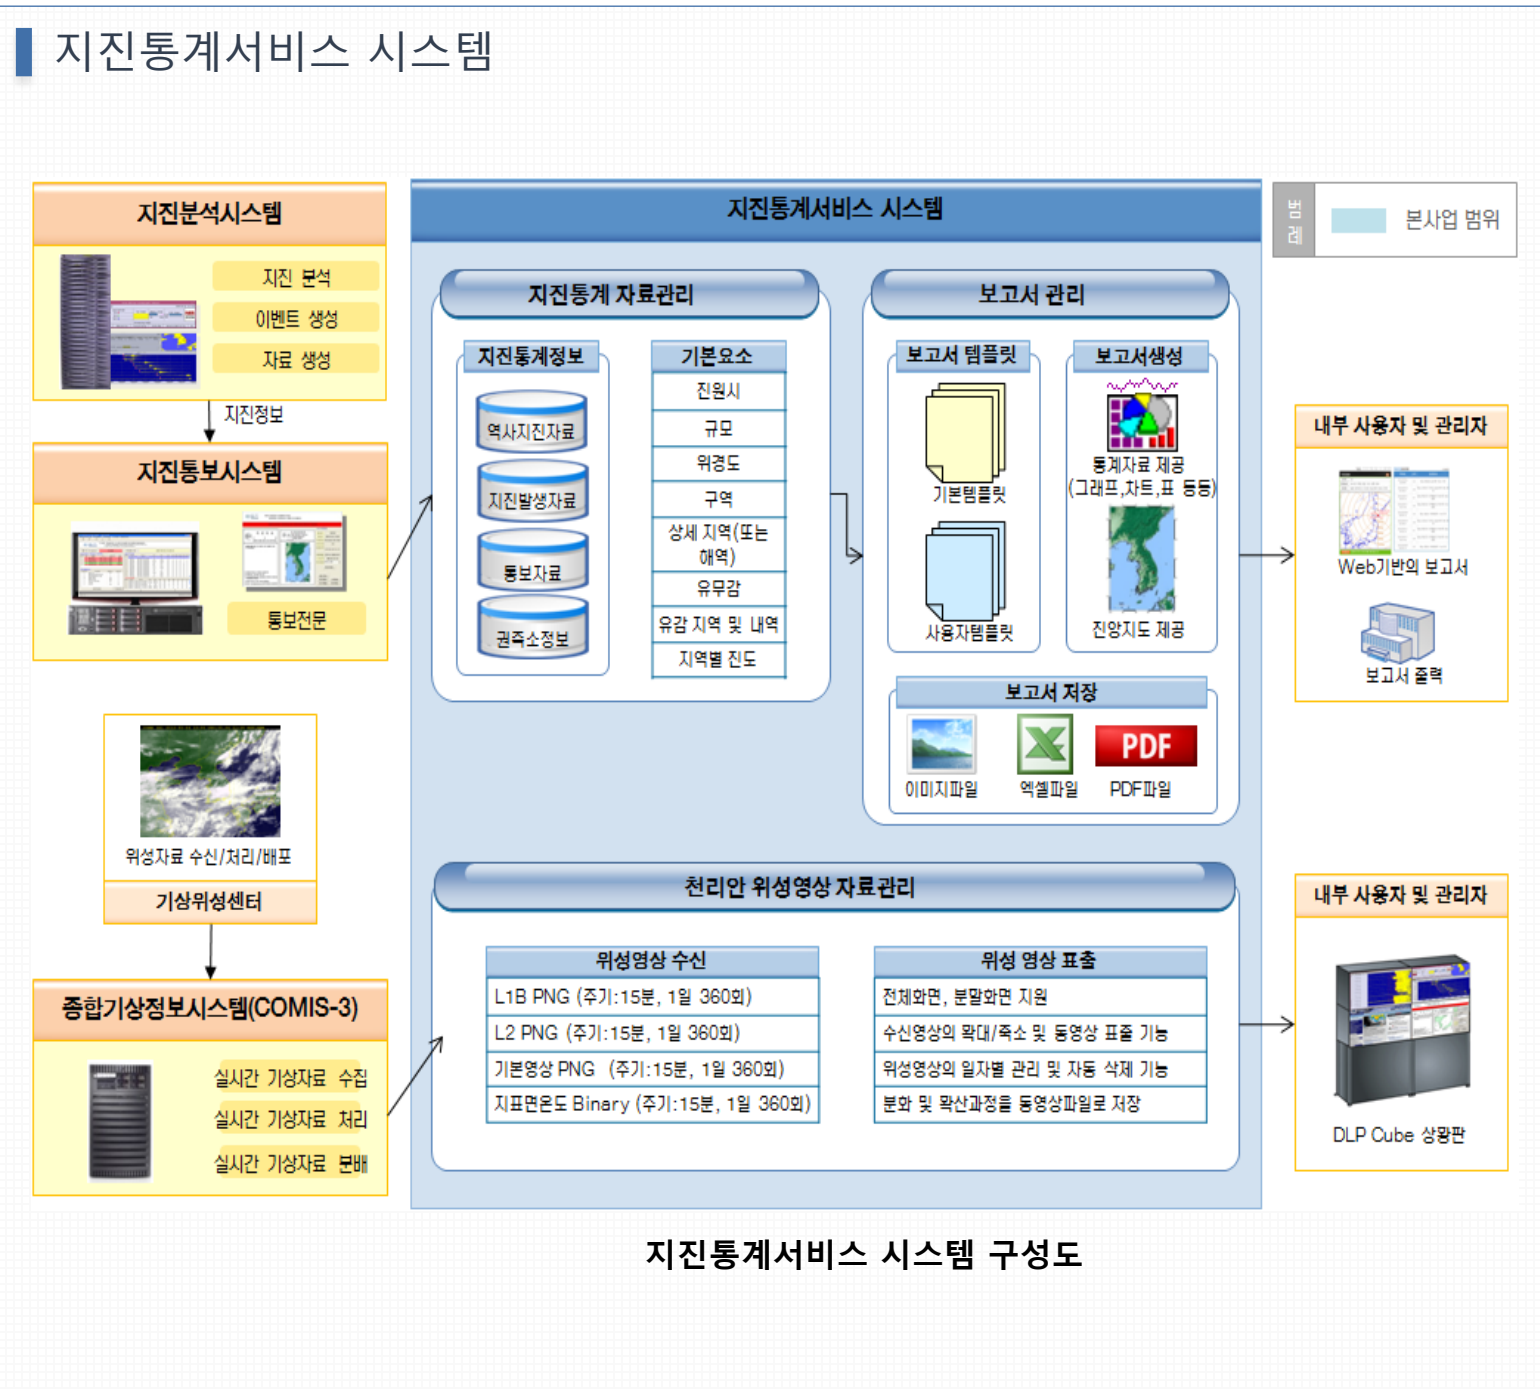 지진통계서비스 시스템
지진분석시스템
지진 분석
이벤트 생성
자료 생성
지진정보
지진통보시스템
통보전문
위성자료 수신/처리/배포
기상위성센터
종합기상정보시스템(COMIS-3)
실시간 기상자료 수집
실시간 기상자료 처리
실시간 기상자료 분배
지진통계서비스 시스템
지진통계 자료관리
지진통계정보
역사지진자료
지진발생자료
통보자료
관측소정보
기본요소
진원시
규모
위경도
구역
상세 지역(또는
해역)
유무감
유감 지역 및 내역
지역별 진도
보고서 관리
보고서 템플릿
기본템플릿
사용자템플릿
보고서생성
통계자료 제공
(그래프,차트,표 등등)
진앙지도 제공
보고서 저장
이미지파일
엑셀파일
PDF
PDF파일
천리안 위성영상 자료관리
위성영상 수신
L1B PNG (주기:15분, 1일 360회)
L2 PNG (주기:15분, 1일 360회)
기본영상 PNG (주기:15분, 1일 360회)
지표면온도 Binary (주기:15분, 1일 360회)
위성 영상 표출
전체화면, 분할화면 지원
수신영상의 확대/축소 및 동영상 표출 기능
위성영상의 일자별 관리 및 자동 삭제 기능
분화 및 확산과정을 동영상파일로 저장
범례
본사업 범위
내부 사용자 및 관리자
Web기반의 보고서
보고서 출력
내부 사용자 및 관리자
DLP Cube 상황판
지진통계서비스 시스템 구성도